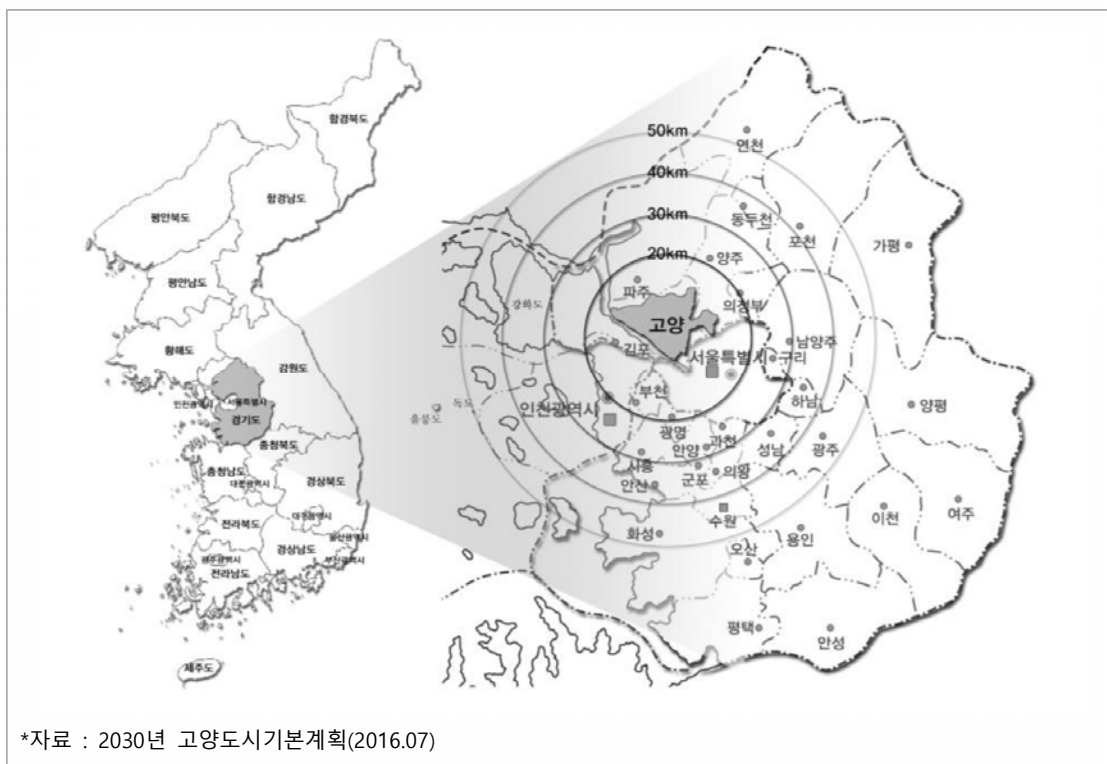 함경북도
함경남도
평안북도
평안남도
황해도
강원도
인천광역시
서울특별시
경기도
충청북도
충청남도
대전광역시
경상북도
전라북도
대구광역시
울산광역시
경상남도
부산광역시
광주광역시
전라남도
제주도
울릉도
독도
50km
40km
30km
20km
연천
동두천
포천
가평
양주
파주
의정부
강화도
고양
김포
서울특별시
구리
남양주
하남
부천
인천광역시
양평
광명
과천
안양
성남
광주
시흥
군포
의왕
안산
수원
이천
여주
화성
오산
용인
평택
안성
*자료 : 2030년 고양도시기본계획(2016.07)